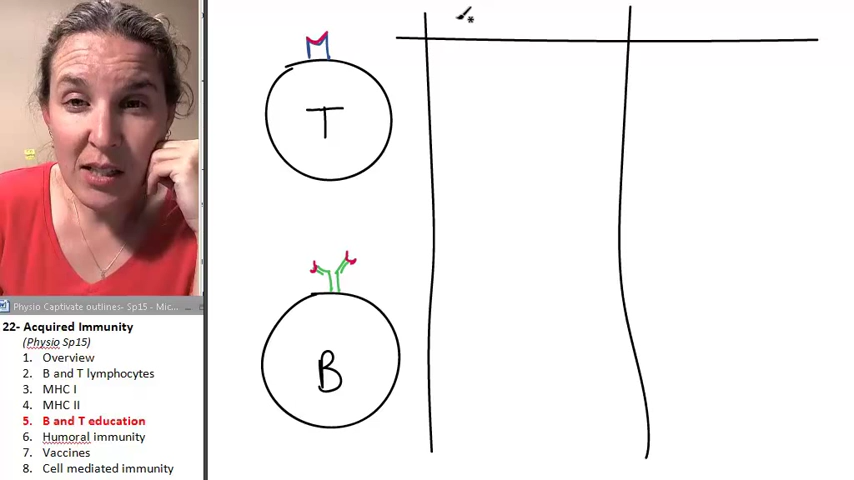 T
B
Physio Captivate outlines- Sp15 - Mic...
22- Acquired Immunity
(Physio Sp15)
1. Overview
2. B and T lymphocytes
3. MHC I
4. MHC II
5. B and T education
6. Humoral immunity
7. Vaccines
8. Cell mediated immunity